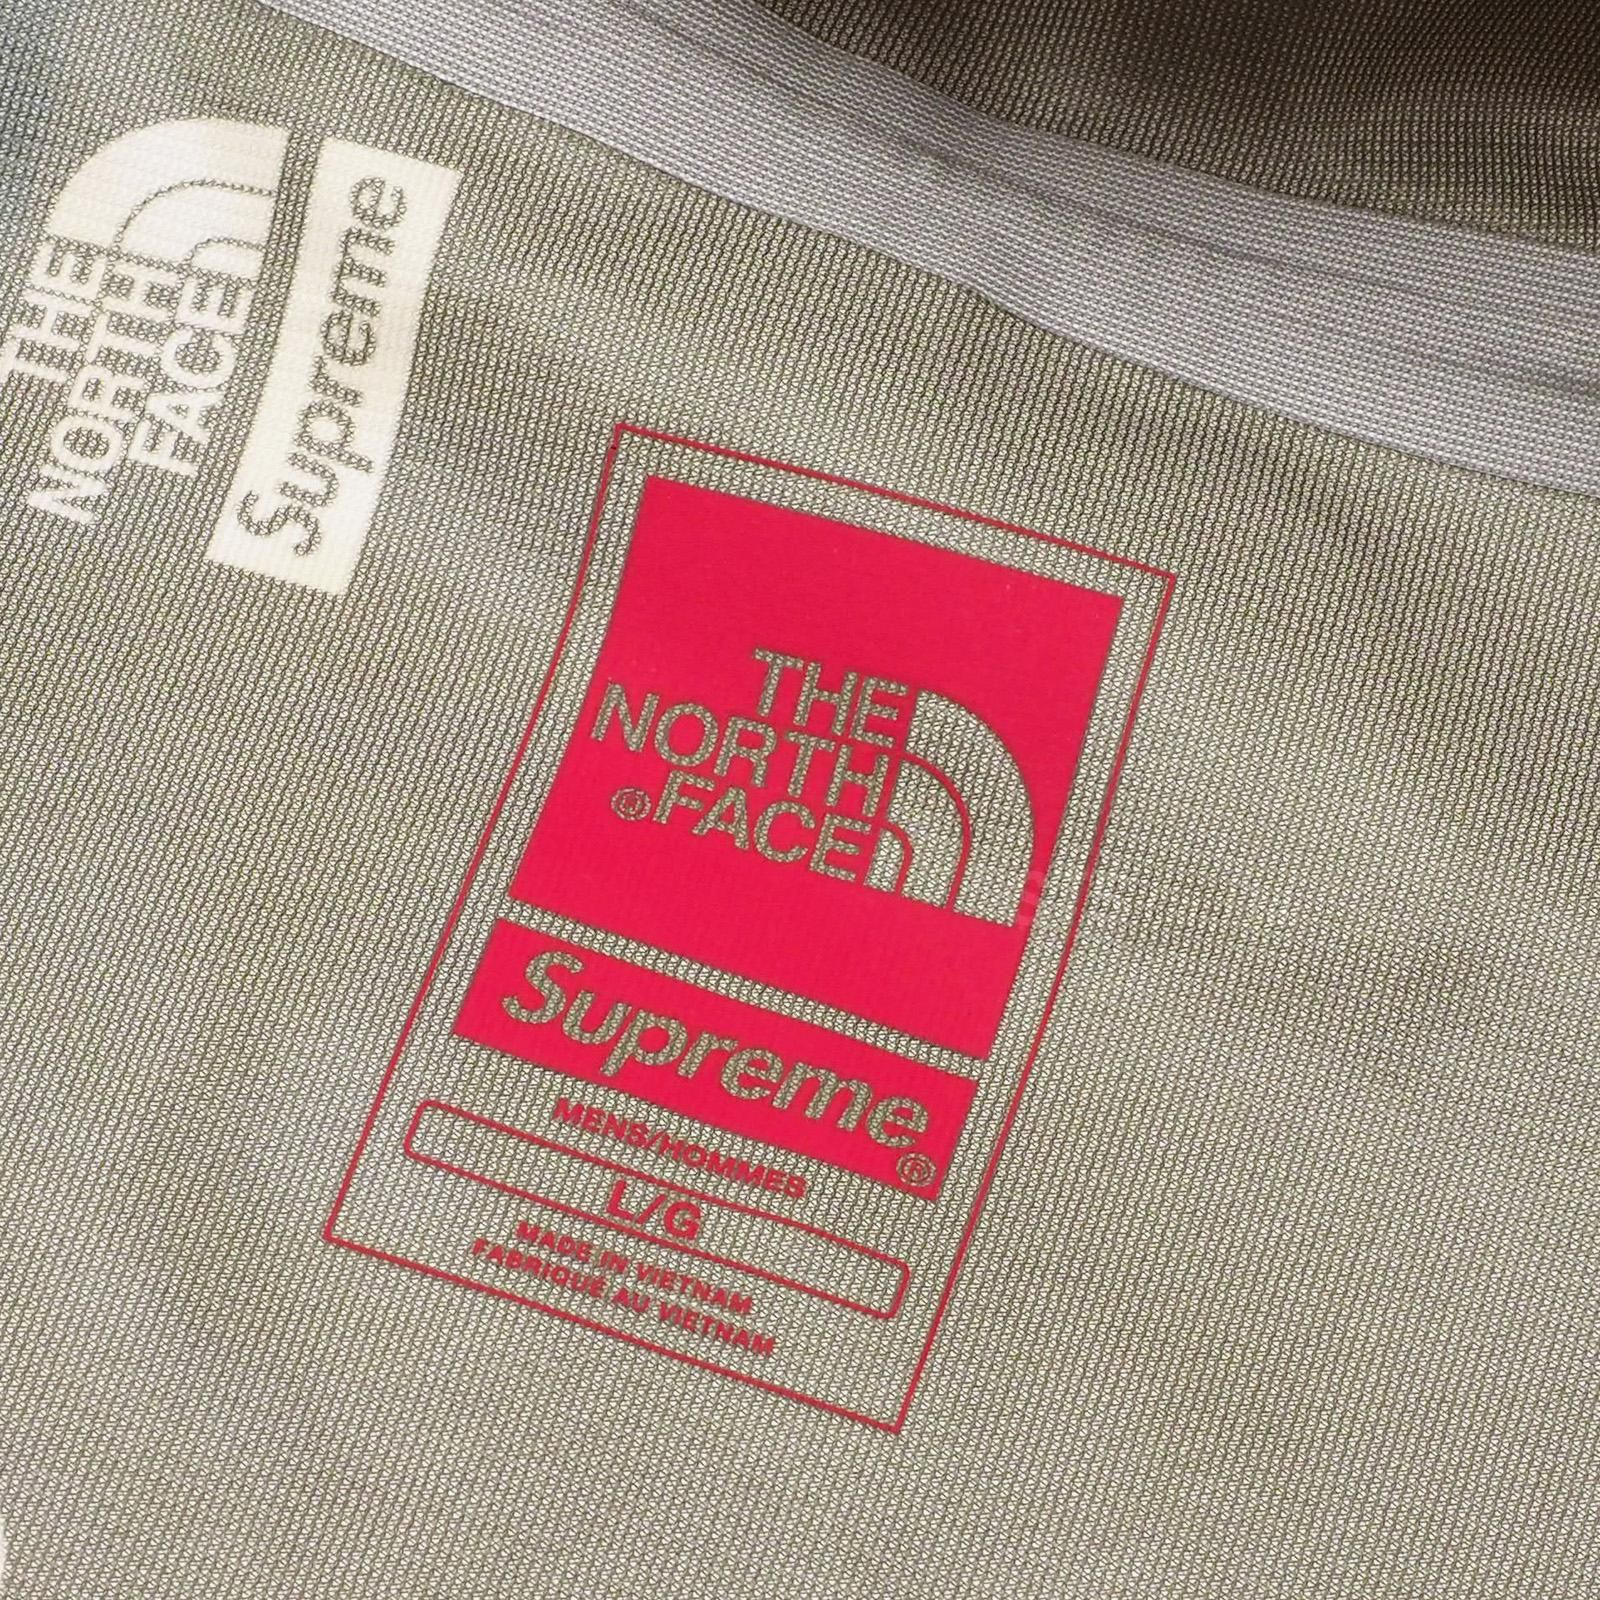 THE
NORTH
FACE
Supreme
THE
NORTH
®FACE
Supreme®
MENS/HOMMES
L/G
MADE IN VIETNAM
FABRIQUÉ AU VIETNAM